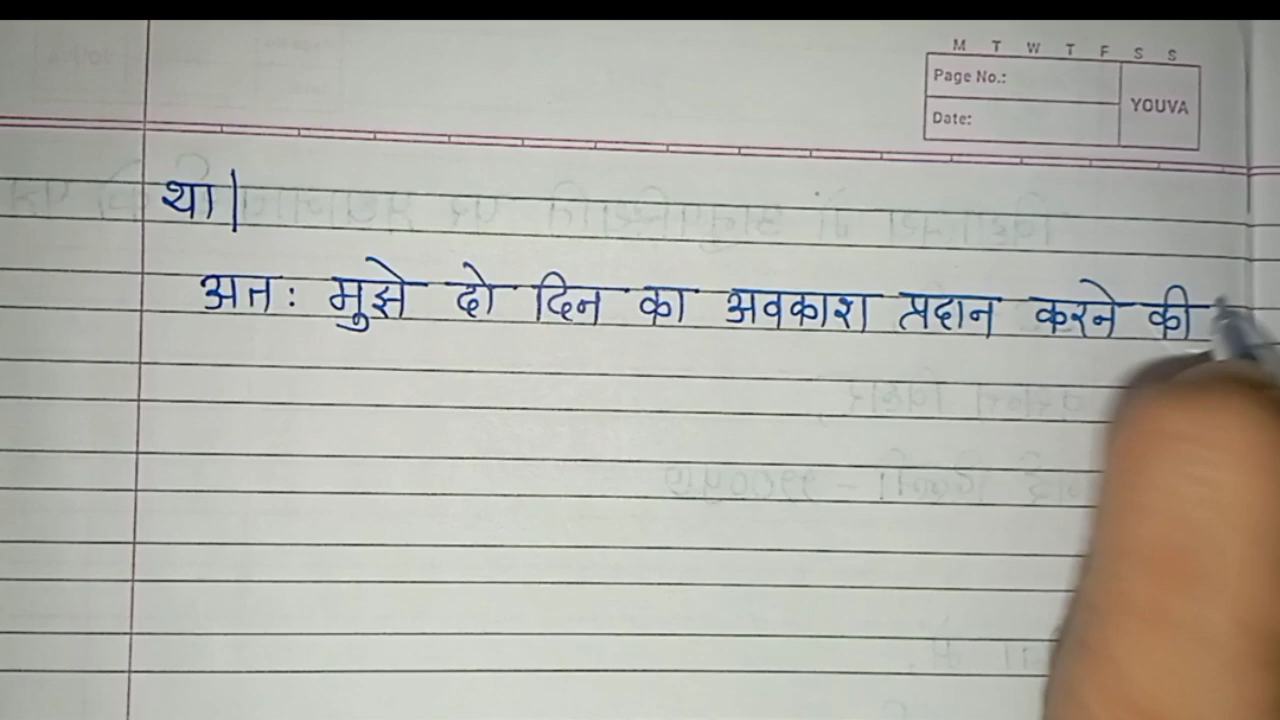 M T W T F S S
Page No.:
YOUVA
Date:
था|
अतः मुझे दो दिन का अवकाश प्रदान करने की